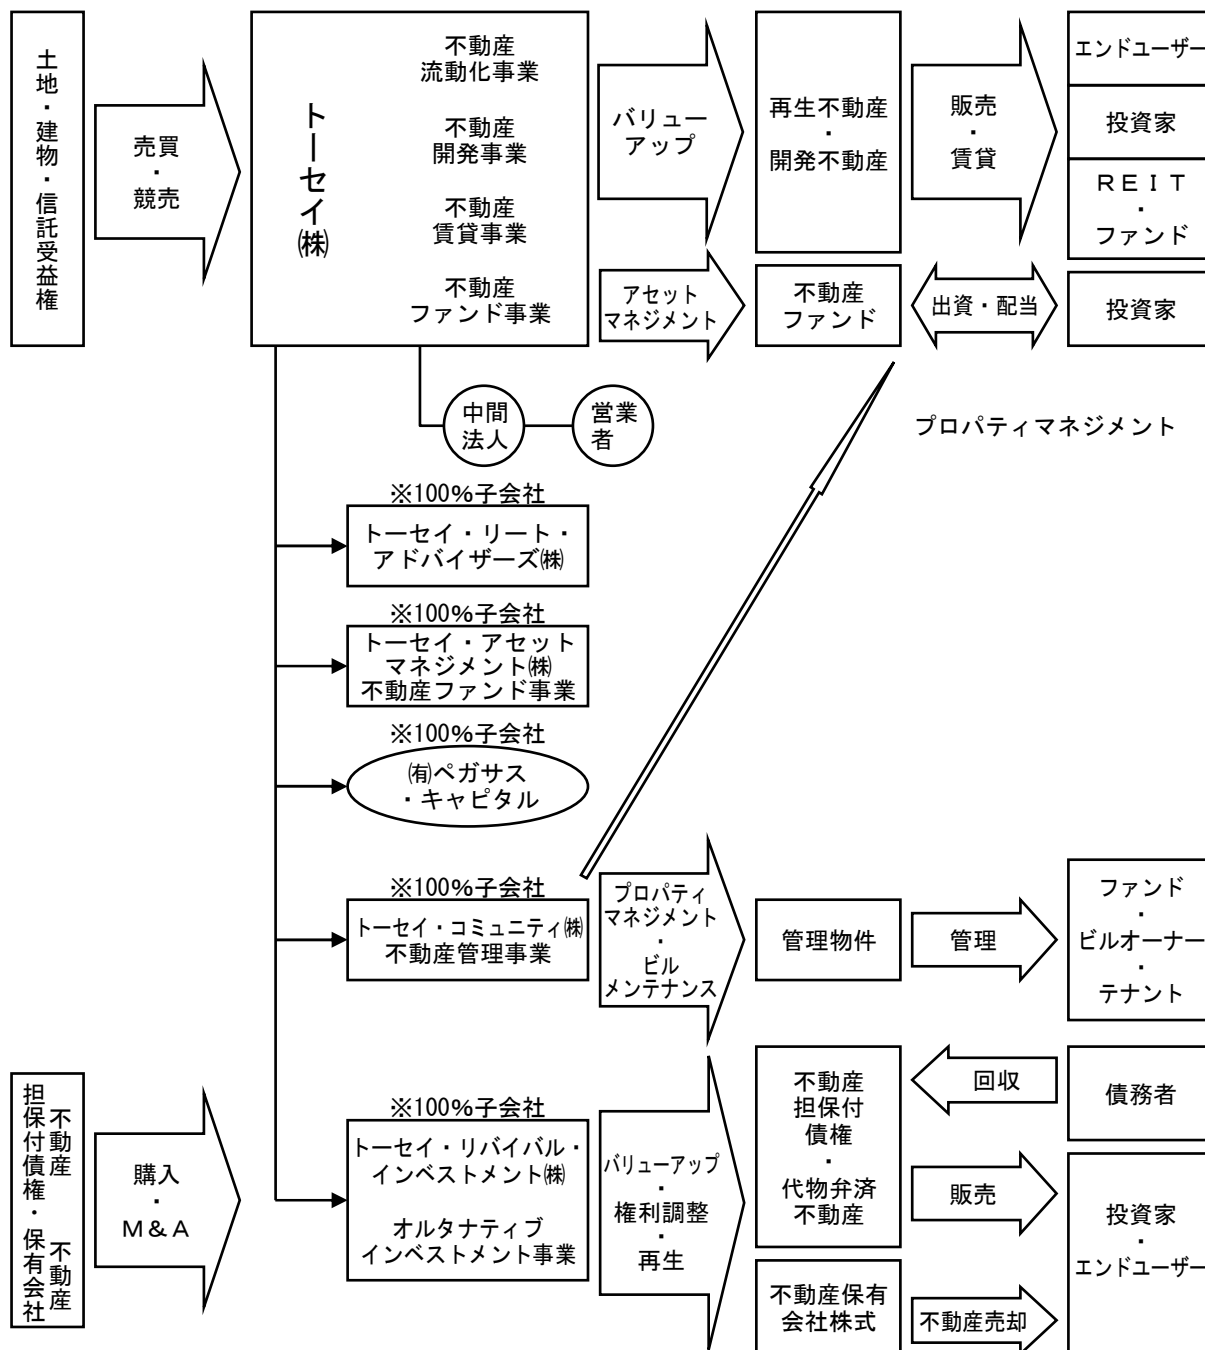 土地・建物・信託受益権
売買
・
競売
トーセイ㈱
不動産
流動化事業
不動産
開発事業
不動産
賃貸事業
不動産
ファンド事業
バリュー
アップ
再生不動産
・
開発不動産
販売
・
賃貸
エンドユーザー
投資家
ＲＥＩＴ
・
ファンド
アセット
マネジメント
不動産
ファンド
出資・配当
投資家
中間
法人
営業
者
プロパティマネジメント
※100%子会社
トーセイ・リート・
アドバイザーズ㈱
※100%子会社
トーセイ・アセット
マネジメント㈱
不動産ファンド事業
※100%子会社
㈲ペガサス
・キャピタル
※100%子会社
トーセイ・コミュニティ㈱
不動産管理事業
プロパティ
マネジメント
・
ビル
メンテナンス
管理物件
管理
ファンド
・
ビルオーナー
・
テナント
不動産　不動産
担保付債権・保有会社
購入
・
Ｍ＆Ａ
※100%子会社
トーセイ・リバイバル・
インベストメント㈱
オルタナティブ
インベストメント事業
バリューアップ
・
権利調整
・
再生
不動産
担保付
債権
・
代物弁済
不動産
回収
債務者
販売
投資家
・
エンドユーザー
不動産保有
会社株式
不動産売却